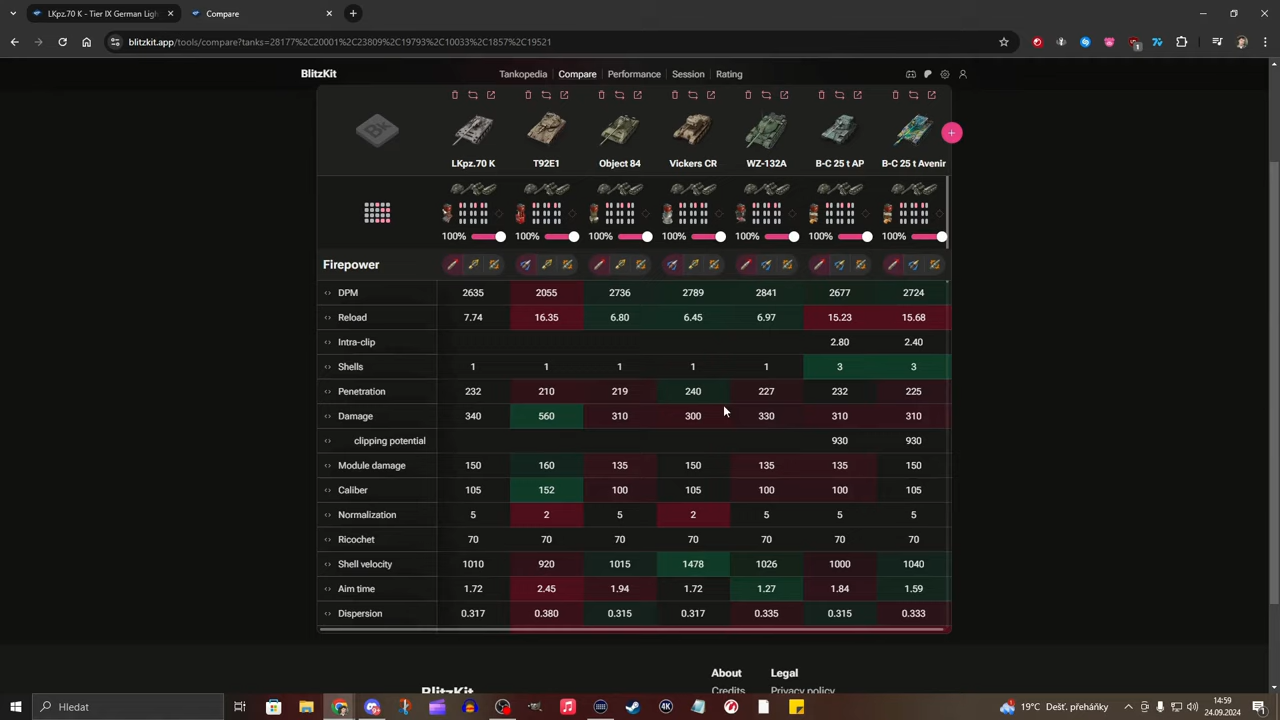 LKpz.70 K - Tier IX German Lig
Compare
blitzkit.app/tools/compare?tanks=28177%2C20001%2C23809%2C19793%2C10033%2C1857%2C19521
BlitzKit
Tankopedia Compare Performance Session Rating
LKpz.70 K T92E1 Object 84 Vickers CR WZ-132A B-C 25 t AP B-C 25 t Avenir
100% 100% 100% 100% 100% 100% 100%
Firepower
DPM 2635 2055 2736 2789 2841 2677 2724
Reload 7.74 16.35 6.80 6.45 6.97 15.23 15.68
Intra-clip 2.80 2.40
Shells 1 1 1 1 1 3 3
Penetration 232 210 219 240 227 232 225
Damage 340 560 310 300 330 310 310
clipping potential 930 930
Module damage 150 160 135 150 135 135 150
Caliber 105 152 100 105 100 100 105
Normalization 5 2 5 2 5 5 5
Ricochet 70 70 70 70 70 70 70
Shell velocity 1010 920 1015 1478 1026 1000 1040
Aim time 1.72 2.45 1.94 1.72 1.27 1.84 1.59
Dispersion 0.317 0.380 0.315 0.317 0.335 0.315 0.333
About Legal
BlitzKit Credits Privacy policy
Hledat
19°C Dešť. přeháňky
14:59
24.09.2024